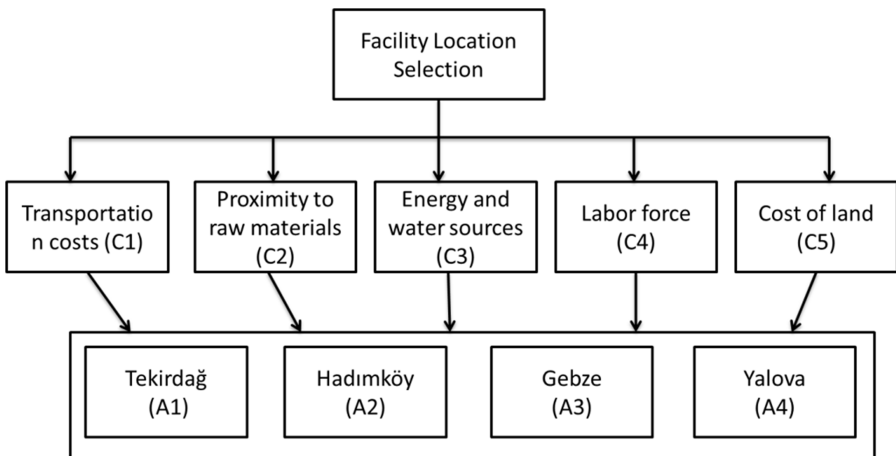 Facility Location
Selection
Transportatio
n costs (C1)
Proximity to
raw materials
(C2)
Energy and
water sources
(C3)
Labor force
(C4)
Cost of land
(C5)
Tekirdağ
(A1)
Hadımköy
(A2)
Gebze
(A3)
Yalova
(A4)